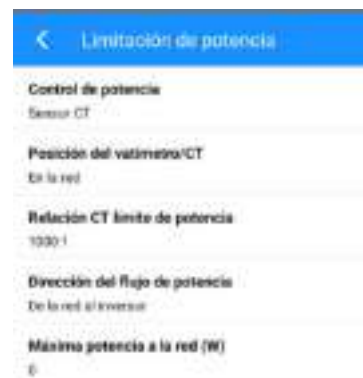 Limitación de potencia
Control de potencia
Sensor CT
Posición del vatimetro/CT
En la red
Relación CT límite de potencia
1000:1
Dirección del flujo de potencia
De la red al inversor
Máxima potencia a la red (W)
0